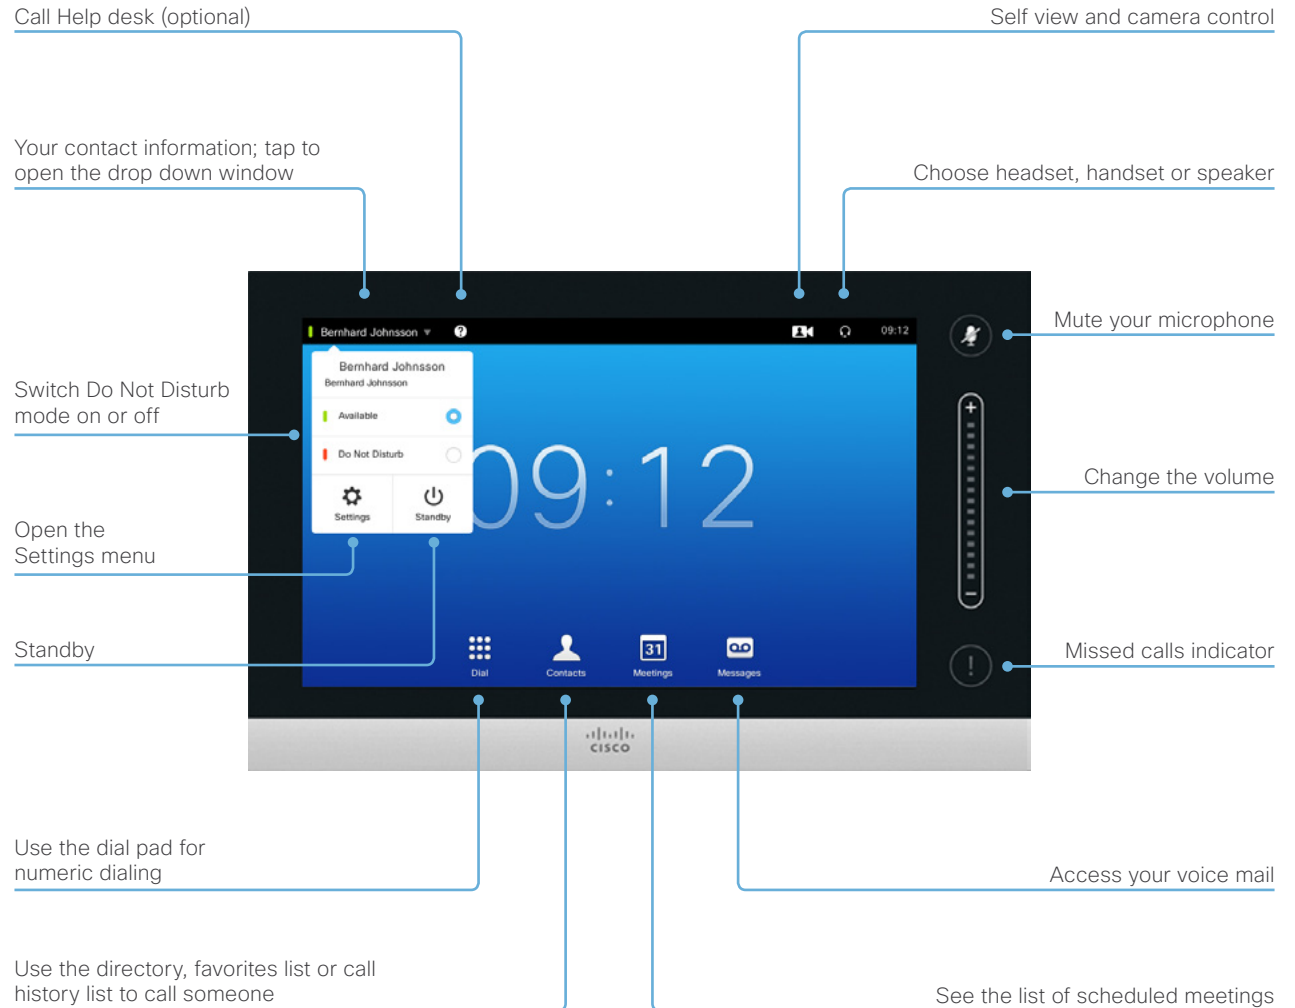 Call Help desk (optional)
Self view and camera control
Your contact information; tap to
open the drop down window
Choose headset, handset or speaker
Bernhard Johnsson
?
09:12
Mute your microphone
Bernhard Johnsson
Bernhard Johnsson
Switch Do Not Disturb
mode on or off
Available
Do Not Disturb
09:12
+
Change the volume
Settings
Standby
Open the
Settings menu
−
Standby
31
!
Missed calls indicator
Dial
Contacts
Meetings
Messages
CISCO
Use the dial pad for
numeric dialing
Access your voice mail
Use the directory, favorites list or call
history list to call someone
See the list of scheduled meetings